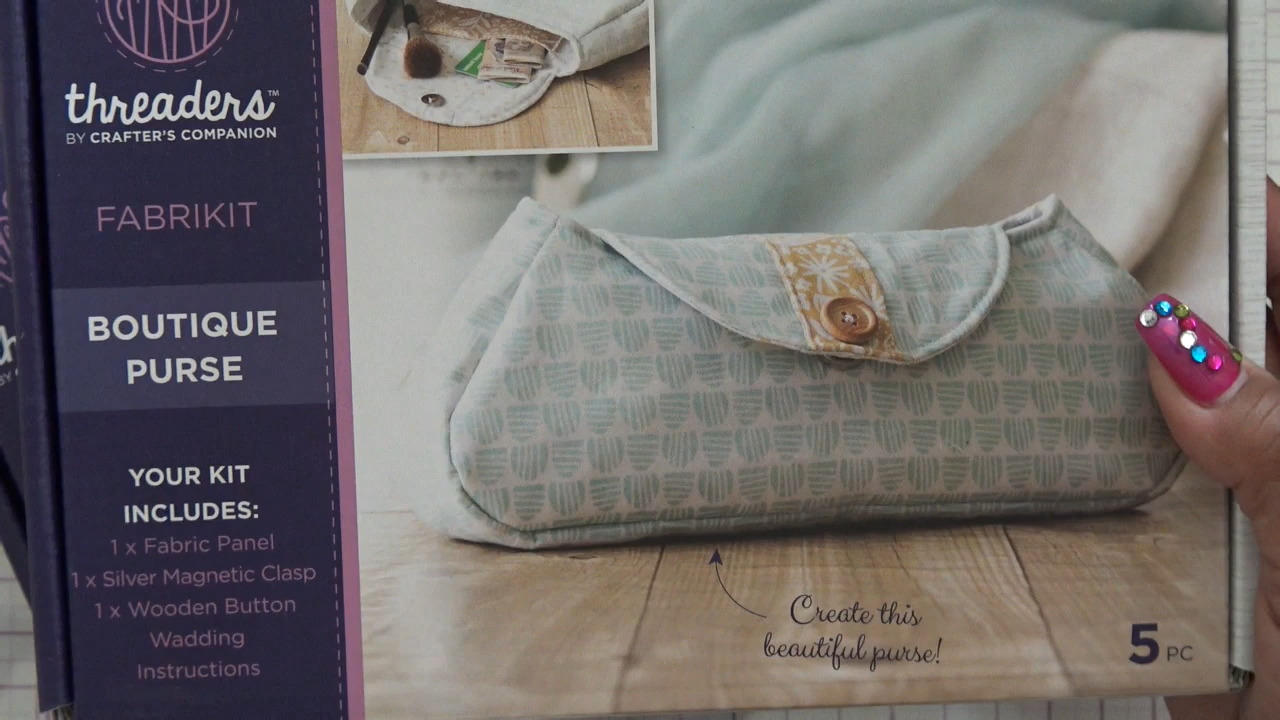 threaders™
BY CRAFTER'S COMPANION
FABRIKIT
BOUTIQUE
PURSE
YOUR KIT
INCLUDES:
1 x Fabric Panel
1 x Silver Magnetic Clasp
1 x Wooden Button
Wadding
Instructions
Create this
beautiful purse!
5 PC